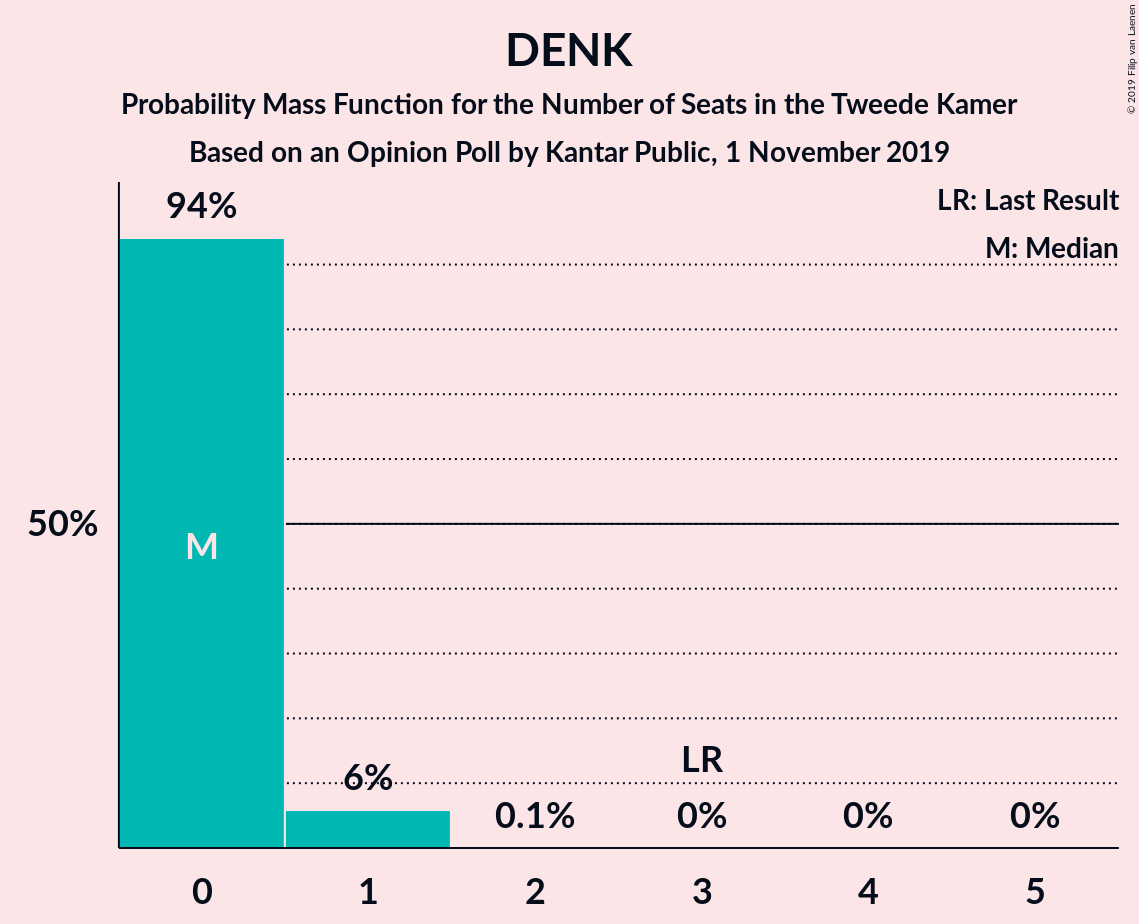 DENK
Probability Mass Function for the Number of Seats in the Tweede Kamer
Based on an Opinion Poll by Kantar Public, 1 November 2019
© 2019 Filip van Laenen
LR: Last Result
M: Median
94%
50%
M
6%
0.1%
LR
0%
0%
0%
0 1 2 3 4 5